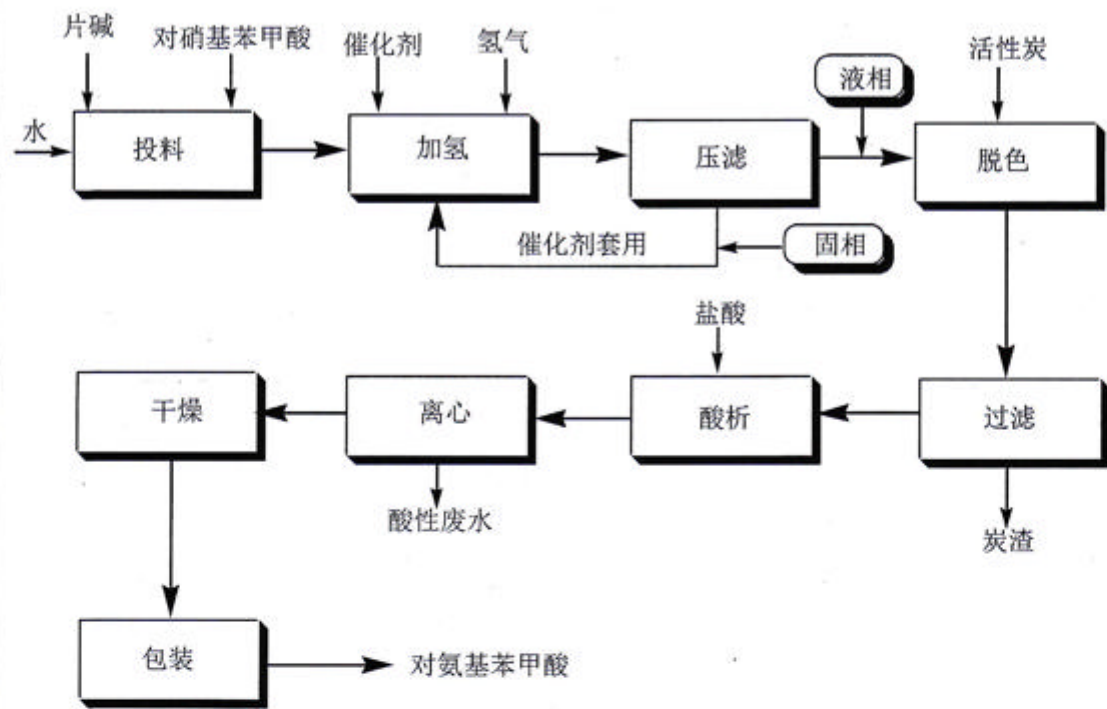 片碱
对硝基苯甲酸
催化剂
氢气
液相
活性炭
水
投料
加氢
压滤
脱色
催化剂套用
固相
盐酸
干燥
离心
酸析
过滤
酸性废水
炭渣
包装
对氨基苯甲酸